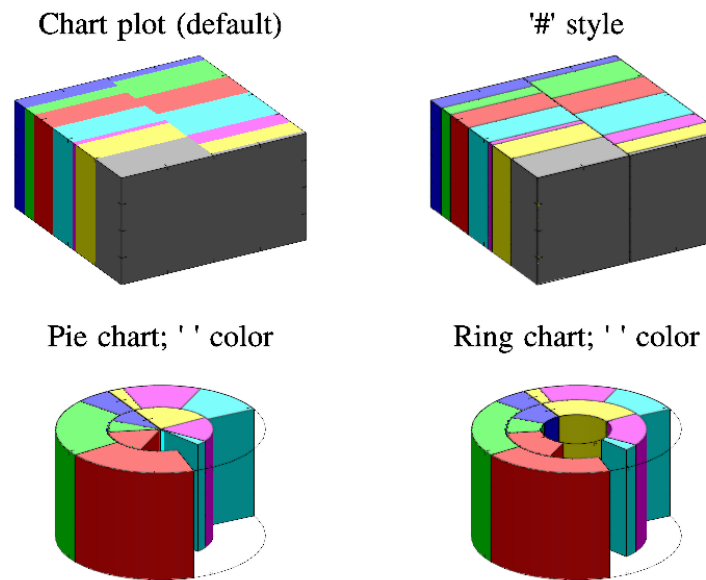 Chart plot (default)
'#' style
Pie chart; ' ' color
Ring chart; ' ' color